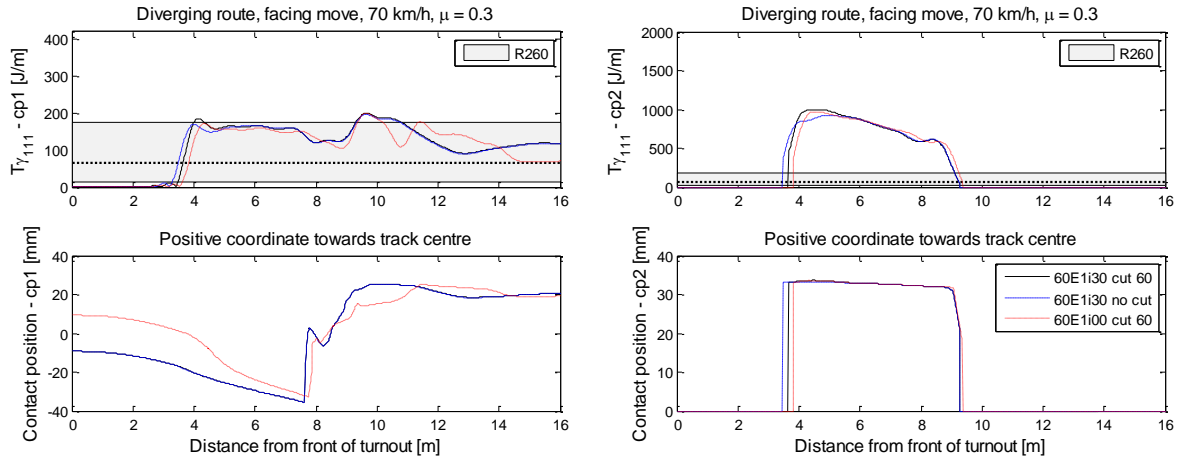 Diverging route, facing move, 70 km/h, μ = 0.3
Tγ111 - cp1 [J/m]
400
300
200
100
0
R260
0 2 4 6 8 10 12 14 16
Positive coordinate towards track centre
Contact position - cp1 [mm]
40
20
0
-20
-40
0 2 4 6 8 10 12 14 16
Distance from front of turnout [m]
Diverging route, facing move, 70 km/h, μ = 0.3
Tγ111 - cp2 [J/m]
2000
1500
1000
500
0
R260
0 2 4 6 8 10 12 14 16
Positive coordinate towards track centre
Contact position - cp2 [mm]
40
30
20
10
0
60E1i30 cut 60
60E1i30 no cut
60E1i00 cut 60
0 2 4 6 8 10 12 14 16
Distance from front of turnout [m]